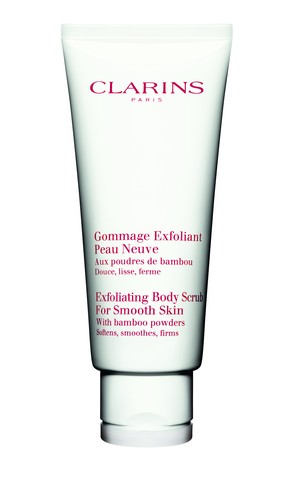 CLARINS
PARIS
Gommage Exfoliant
Peau Neuve
Aux poudres de bambou
Douce, lisse, ferme
Exfoliating Body Scrub
For Smooth Skin
With bamboo powders
Softens, smoothes, firms